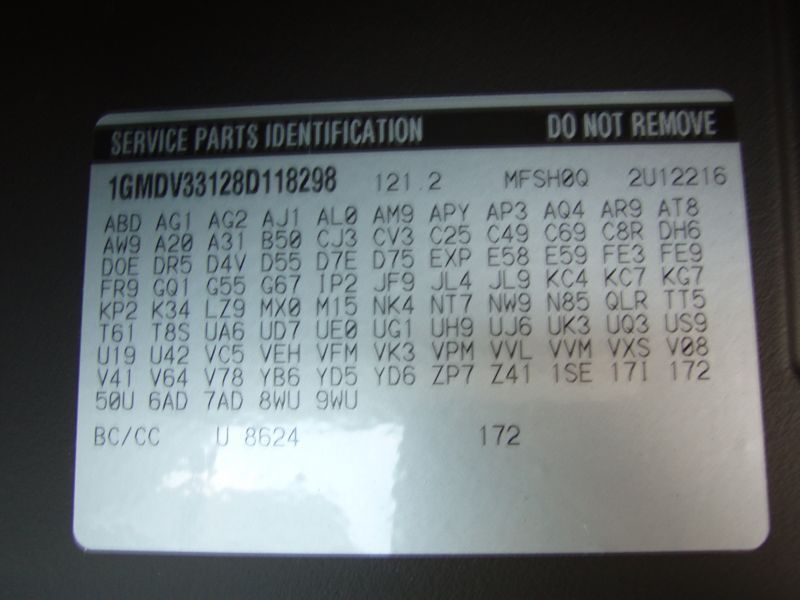 SERVICE PARTS IDENTIFICATION DO NOT REMOVE
1GMDV33128D118298 121.2 MFSH0Q 2U12216
ABD AG1 AG2 AJ1 AL0 AM9 APY AP3 AQ4 AR9 AT8
AW9 A20 A31 B50 CJ3 CV3 C25 C49 C69 C8R DH6
DOE DR5 D4V D55 D7E D75 EXP E58 E59 FE3 FE9
FR9 GQ1 G55 G67 IP2 JF9 JL4 JL9 KC4 KC7 KG7
KP2 K34 LZ9 MX0 M15 NK4 NT7 NW9 N85 QLR TT5
T61 T8S UA6 UD7 UE0 UG1 UH9 UJ6 UK3 UQ3 US9
U19 U42 VC5 VEH VFM VK3 VPM VVL VVM VXS V08
V41 V64 V78 YB6 YD5 YD6 ZP7 Z41 1SE 17I 172
50U 6AD 7AD 8WU 9WU
BC/CC U 8624 172